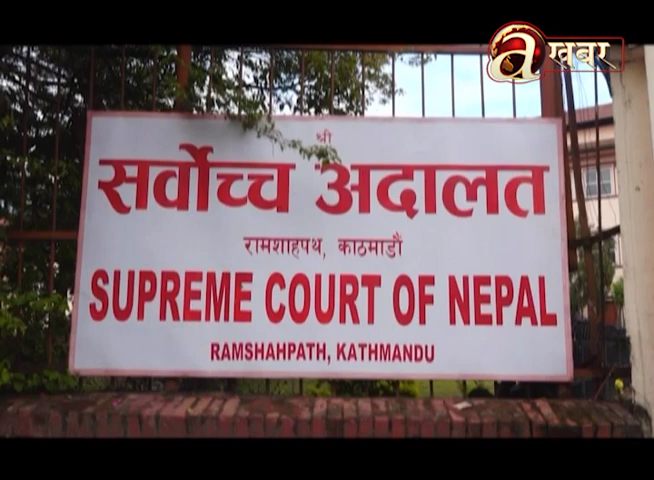 a खबर
श्री
सर्वोच्च अदालत
रामशाहपथ, काठमाडौं
SUPREME COURT OF NEPAL
RAMSHAHPATH, KATHMANDU